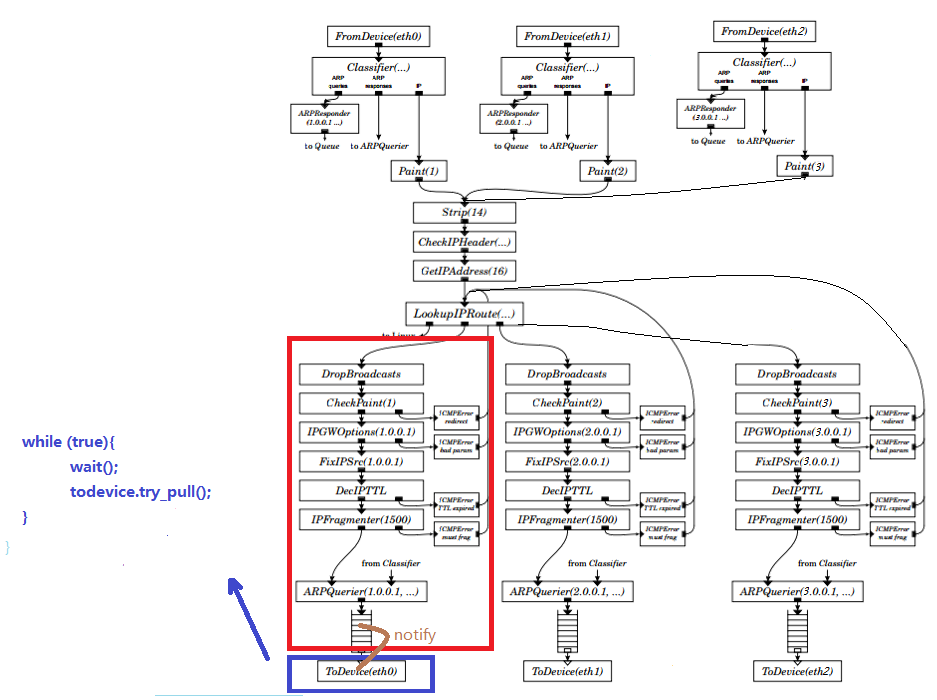 FromDevice(eth0)
FromDevice(eth1)
FromDevice(eth2)
Classifier(...)
Classifier(...)
Classifier(...)
ARP queries
ARP responses
IP
ARP queries
ARP responses
IP
ARP queries
ARP responses
IP
ARPResponder
(1.0.0.1 ...)
ARPResponder
(2.0.0.1 ..)
ARPResponder
(3.0.0.1 ..)
to Queue
to ARPQuerier
to Queue
to ARPQuerier
to Queue
to ARPQuerier
Paint(1)
Paint(2)
Paint(3)
Strip(14)
CheckIPHeader(...)
GetIPAddress(16)
LookupIPRoute(...)
to Linux
DropBroadcasts
DropBroadcasts
DropBroadcasts
CheckPaint(1)
ICMPError
redirect
CheckPaint(2)
ICMPError
redirect
CheckPaint(3)
ICMPError
redirect
IPGWOptions(1.0.0.1)
ICMPError
bad param
IPGWOptions(2.0.0.1)
ICMPError
bad param
IPGWOptions(3.0.0.1)
ICMPError
bad param
FixIPSrc(1.0.0.1)
FixIPSrc(2.0.0.1)
FixIPSrc(3.0.0.1)
DecIPTTL
ICMPError
TTL expired
DecIPTTL
ICMPError
TTL expired
DecIPTTL
ICMPError
TTL expired
IPFragmenter(1500)
ICMPError
must frag
IPFragmenter(1500)
ICMPError
must frag
IPFragmenter(1500)
ICMPError
must frag
from Classifier
from Classifier
from Classifier
ARPQuerier(1.0.0.1, ...)
ARPQuerier(2.0.0.1, ...)
ARPQuerier(3.0.0.1, ...)
notify
ToDevice(eth0)
ToDevice(eth1)
ToDevice(eth2)
while (true){
wait();
todevice.try_pull();
}
}